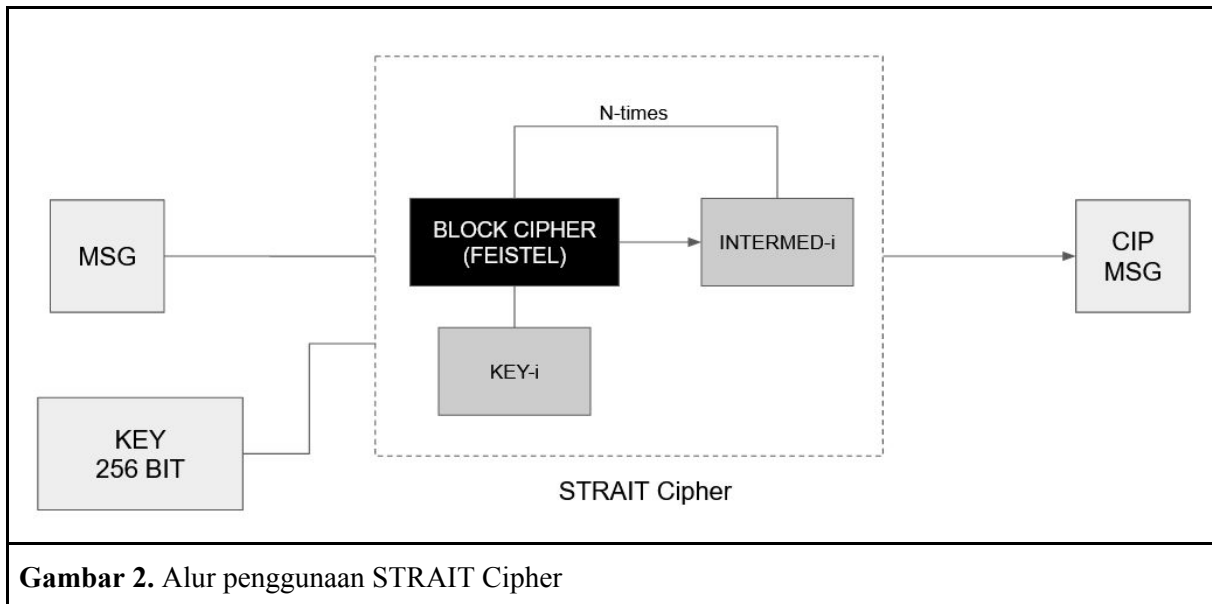 N-times
MSG
BLOCK CIPHER
(FEISTEL)
INTERMED-i
CIP
MSG
KEY-i
KEY
256 BIT
STRAIT Cipher
Gambar 2. Alur penggunaan STRAIT Cipher